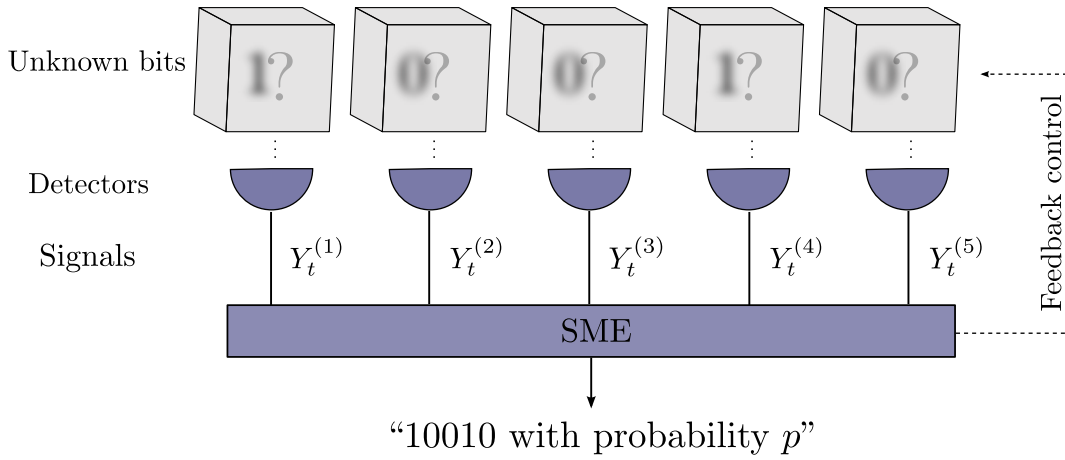 Unknown bits
1? 0? 0? 1? 0?
Detectors
Signals
Y_t^{(1)} Y_t^{(2)} Y_t^{(3)} Y_t^{(4)} Y_t^{(5)}
Feedback control
SME
“10010 with probability p”